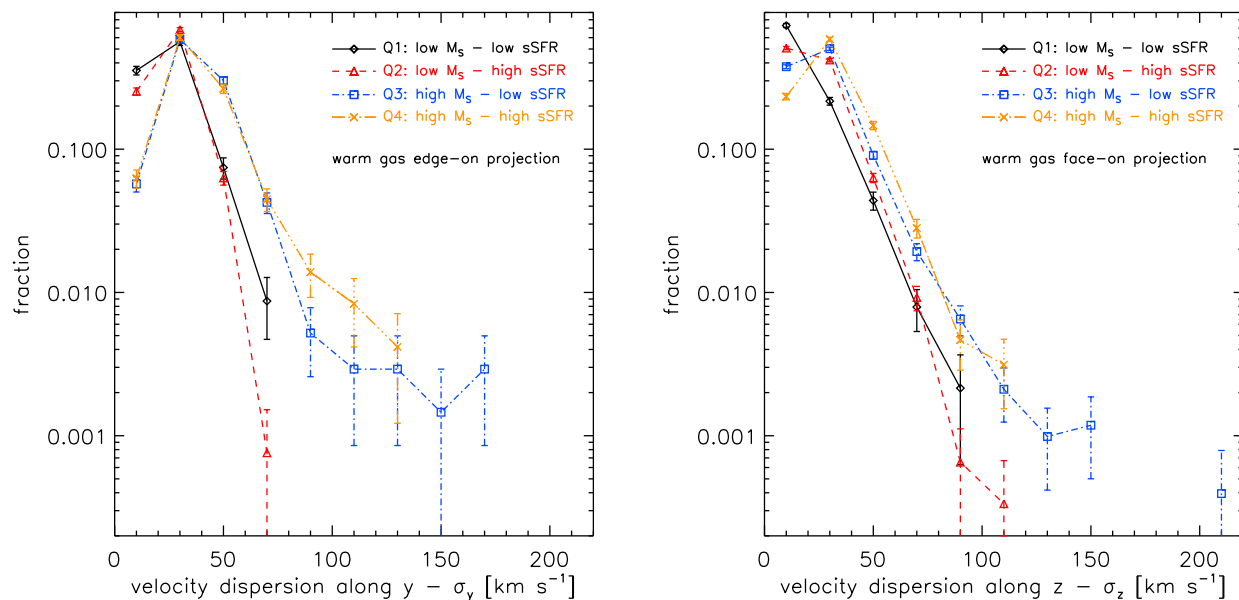 Q1: low M_S − low sSFR
Q2: low M_S − high sSFR
Q3: high M_S − low sSFR
Q4: high M_S − high sSFR
warm gas edge−on projection
0.100
0.010
0.001
fraction
0 50 100 150 200
velocity dispersion along y − σ_y [km s⁻¹]
Q1: low M_S − low sSFR
Q2: low M_S − high sSFR
Q3: high M_S − low sSFR
Q4: high M_S − high sSFR
warm gas face−on projection
0.100
0.010
0.001
fraction
0 50 100 150 200
velocity dispersion along z − σ_z [km s⁻¹]